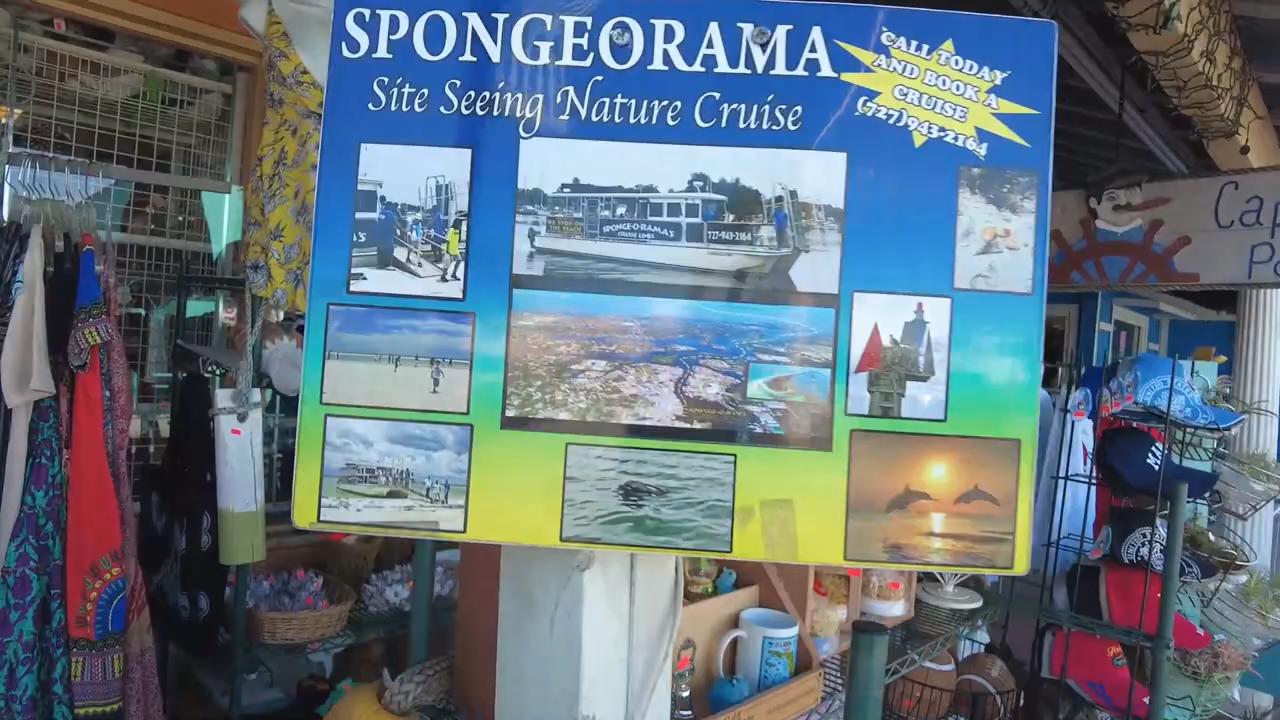 SPONGEORAMA
Site Seeing Nature Cruise
CALL TODAY
AND BOOK A
CRUISE
(727)943-2164
SPONGE-O-RAMA'S
CRUISE LINES
727-943-2164
Cap